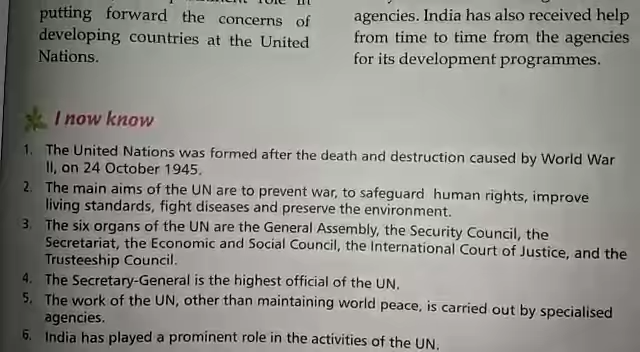 putting forward the concerns of
developing countries at the United
Nations.
agencies. India has also received help
from time to time from the agencies
for its development programmes.
I now know
1. The United Nations was formed after the death and destruction caused by World War
II, on 24 October 1945.
2. The main aims of the UN are to prevent war, to safeguard human rights, improve
living standards, fight diseases and preserve the environment.
3. The six organs of the UN are the General Assembly, the Security Council, the
Secretariat, the Economic and Social Council, the International Court of Justice, and the
Trusteeship Council.
4. The Secretary-General is the highest official of the UN.
5. The work of the UN, other than maintaining world peace, is carried out by specialised
agencies.
6. India has played a prominent role in the activities of the UN.